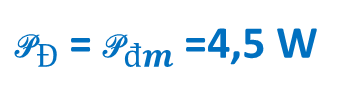 𝒫Đ = 𝒫đm =4,5 W